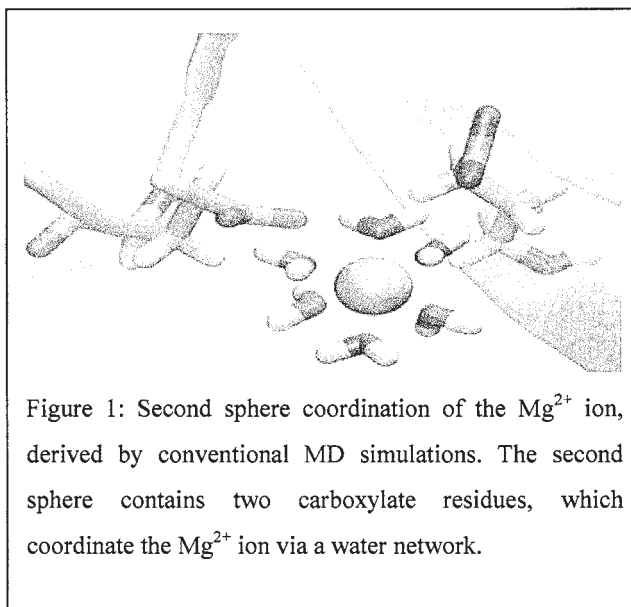 Figure 1: Second sphere coordination of the Mg²⁺ ion,
derived by conventional MD simulations. The second
sphere contains two carboxylate residues, which
coordinate the Mg²⁺ ion via a water network.